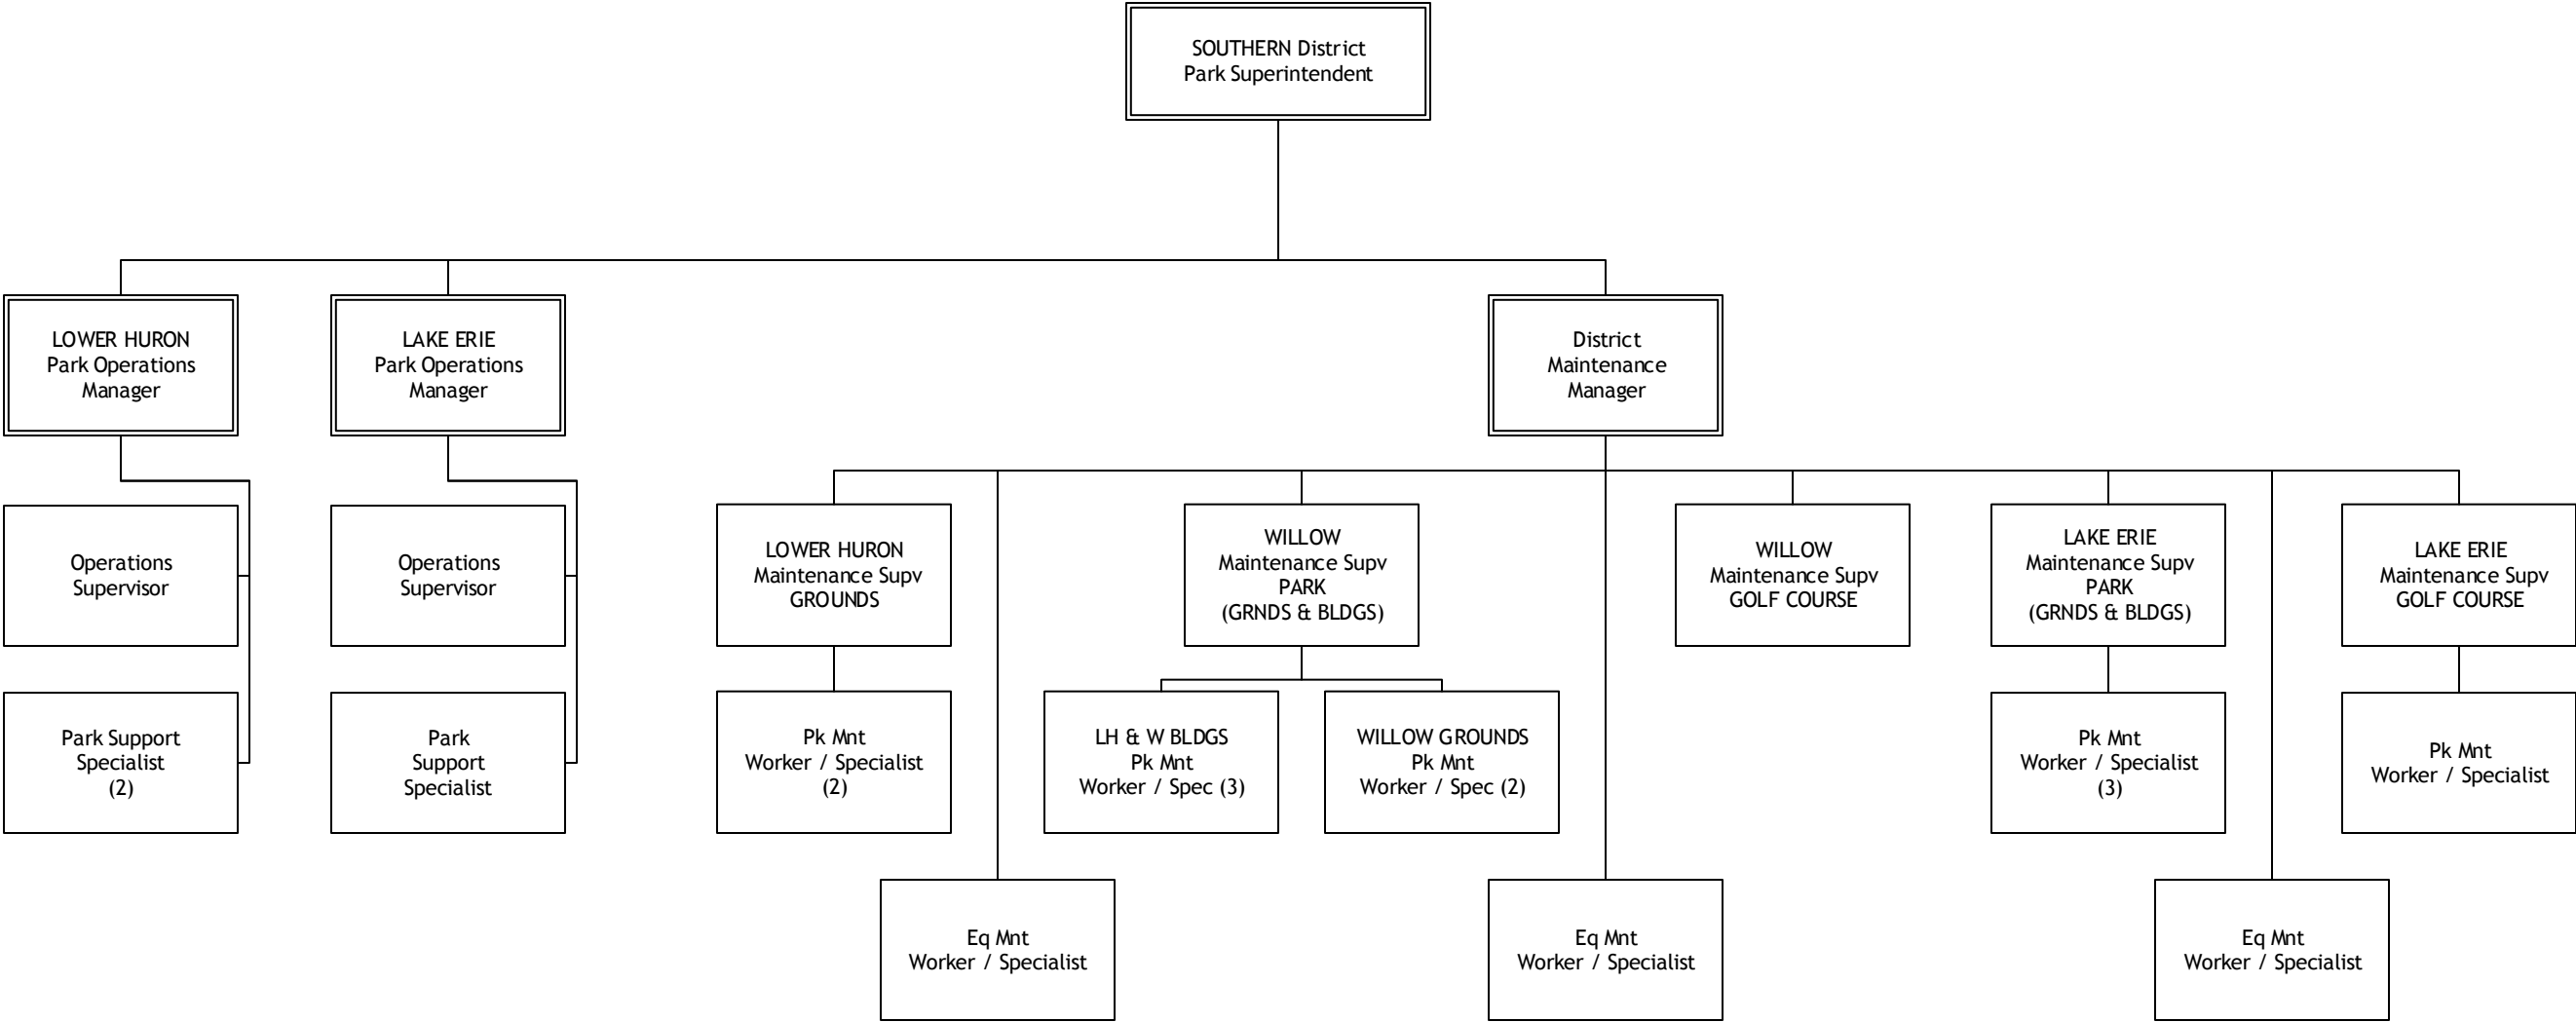 SOUTHERN District
Park Superintendent
LOWER HURON
Park Operations
Manager
LAKE ERIE
Park Operations
Manager
District
Maintenance
Manager
Operations
Supervisor
Operations
Supervisor
LOWER HURON
Maintenance Supv
GROUNDS
WILLOW
Maintenance Supv
PARK
(GRNDS & BLDGS)
WILLOW
Maintenance Supv
GOLF COURSE
LAKE ERIE
Maintenance Supv
PARK
(GRNDS & BLDGS)
LAKE ERIE
Maintenance Supv
GOLF COURSE
Park Support
Specialist
(2)
Park
Support
Specialist
Pk Mnt
Worker / Specialist
(2)
LH & W BLDGS
Pk Mnt
Worker / Spec (3)
WILLOW GROUNDS
Pk Mnt
Worker / Spec (2)
Pk Mnt
Worker / Specialist
(3)
Pk Mnt
Worker / Specialist
Eq Mnt
Worker / Specialist
Eq Mnt
Worker / Specialist
Eq Mnt
Worker / Specialist